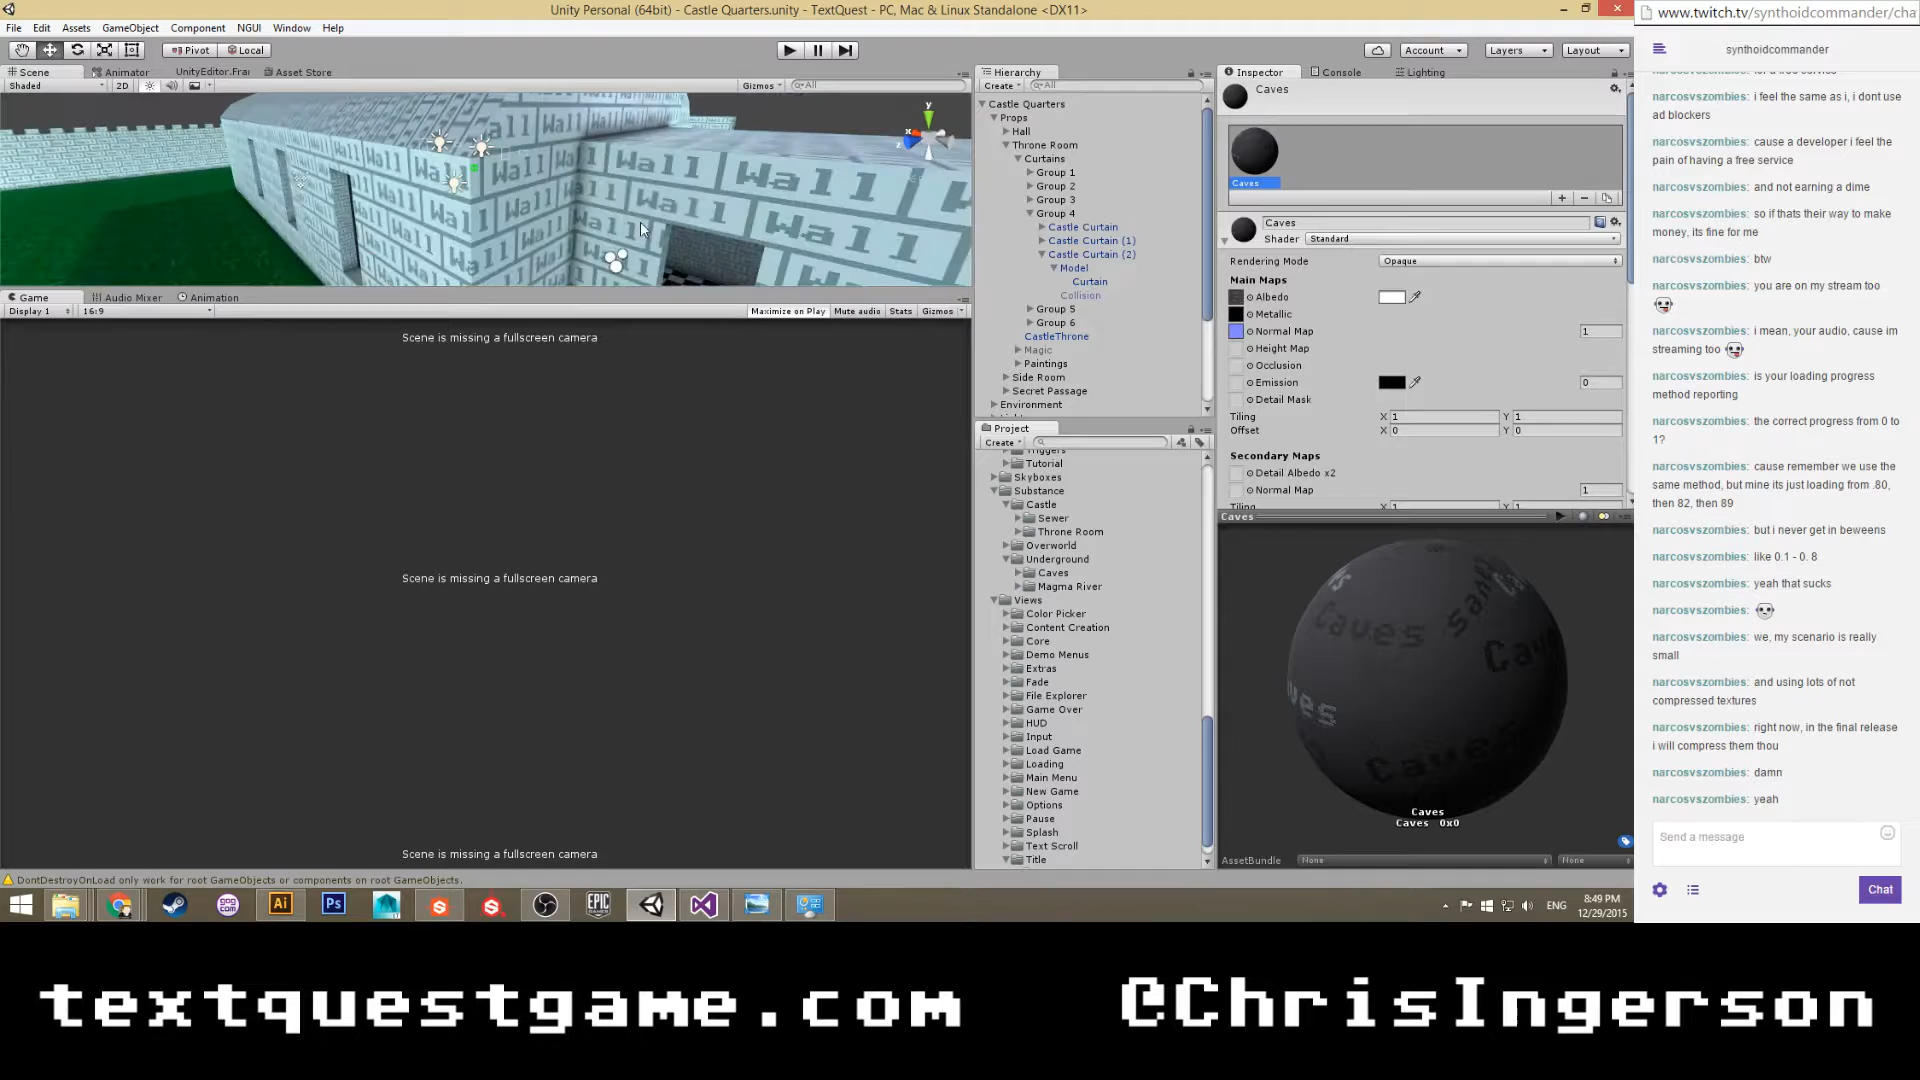 Unity Personal (64bit) - Castle Quarters.unity - TextQuest - PC, Mac & Linux Standalone <DX11>
www.twitch.tv/synthoidcommander/cha
File Edit Assets GameObject Component NGUI Window Help
Pivot Local
Account Layers Layout
Scene Animator UnityEditor.Fra Asset Store
Shaded 2D Gizmos All
Wall
y
x
z
Game Audio Mixer Animation
Display 1 16:9 Maximize on Play Mute audio Stats Gizmos
Scene is missing a fullscreen camera
Scene is missing a fullscreen camera
Scene is missing a fullscreen camera
DontDestroyOnLoad only work for root GameObjects or components on root GameObjects.
Hierarchy
Create All
Castle Quarters
Props
Hall
Throne Room
Curtains
Group 1
Group 2
Group 3
Group 4
Castle Curtain
Castle Curtain (1)
Castle Curtain (2)
Model
Curtain
Collision
Group 5
Group 6
CastleThrone
Magic
Paintings
Side Room
Secret Passage
Environment
Project
Create
Triggers
Tutorial
Skyboxes
Substance
Castle
Sewer
Throne Room
Overworld
Underground
Caves
Magma River
Views
Color Picker
Content Creation
Core
Demo Menus
Extras
Fade
File Explorer
Game Over
HUD
Input
Load Game
Loading
Main Menu
New Game
Options
Pause
Splash
Text Scroll
Title
Inspector Console Lighting
Caves
Caves
Caves
Shader Standard
Rendering Mode Opaque
Main Maps
Albedo
Metallic
Normal Map 1
Height Map
Occlusion
Emission 0
Detail Mask
Tiling X 1 Y 1
Offset X 0 Y 0
Secondary Maps
Detail Albedo x2
Normal Map 1
Tiling X 1 Y 1
Caves
Caves
Caves
Caves
Caves 0x0
AssetBundle None None
synthoidcommander
for a free service
narcosvszombies: i feel the same as i, i dont use
ad blockers
narcosvszombies: cause a developer i feel the
pain of having a free service
narcosvszombies: and not earning a dime
narcosvszombies: so if thats their way to make
money, its fine for me
narcosvszombies: btw
narcosvszombies: you are on my stream too
narcosvszombies: i mean, your audio, cause im
streaming too
narcosvszombies: is your loading progress
method reporting
narcosvszombies: the correct progress from 0 to
1?
narcosvszombies: cause remember we use the
same method, but mine its just loading from .80,
then 82, then 89
narcosvszombies: but i never get in beweens
narcosvszombies: like 0.1 - 0. 8
narcosvszombies: yeah that sucks
narcosvszombies:
narcosvszombies: we, my scenario is really
small
narcosvszombies: and using lots of not
compressed textures
narcosvszombies: right now, in the final release
i will compress them thou
narcosvszombies: damn
narcosvszombies: yeah
Send a message
Chat
gog
com
Ai
Ps
EPIC
GAMES
ENG
8:49 PM
12/29/2015
textquestgame.com @ChrisIngerson